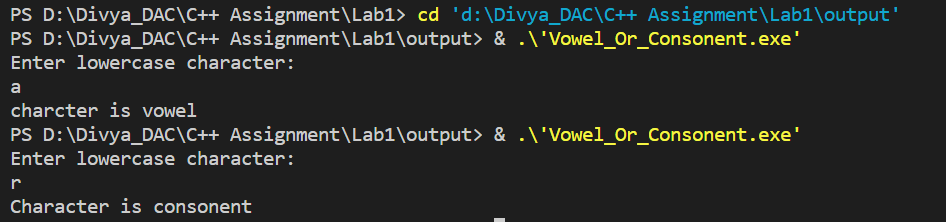 PS D:\Divya_DAC\C++ Assignment\Lab1> cd 'd:\Divya_DAC\C++ Assignment\Lab1\output'
PS D:\Divya_DAC\C++ Assignment\Lab1\output> & .\'Vowel_Or_Consonent.exe'
Enter lowercase character:
a
charcter is vowel
PS D:\Divya_DAC\C++ Assignment\Lab1\output> & .\'Vowel_Or_Consonent.exe'
Enter lowercase character:
r
Character is consonent